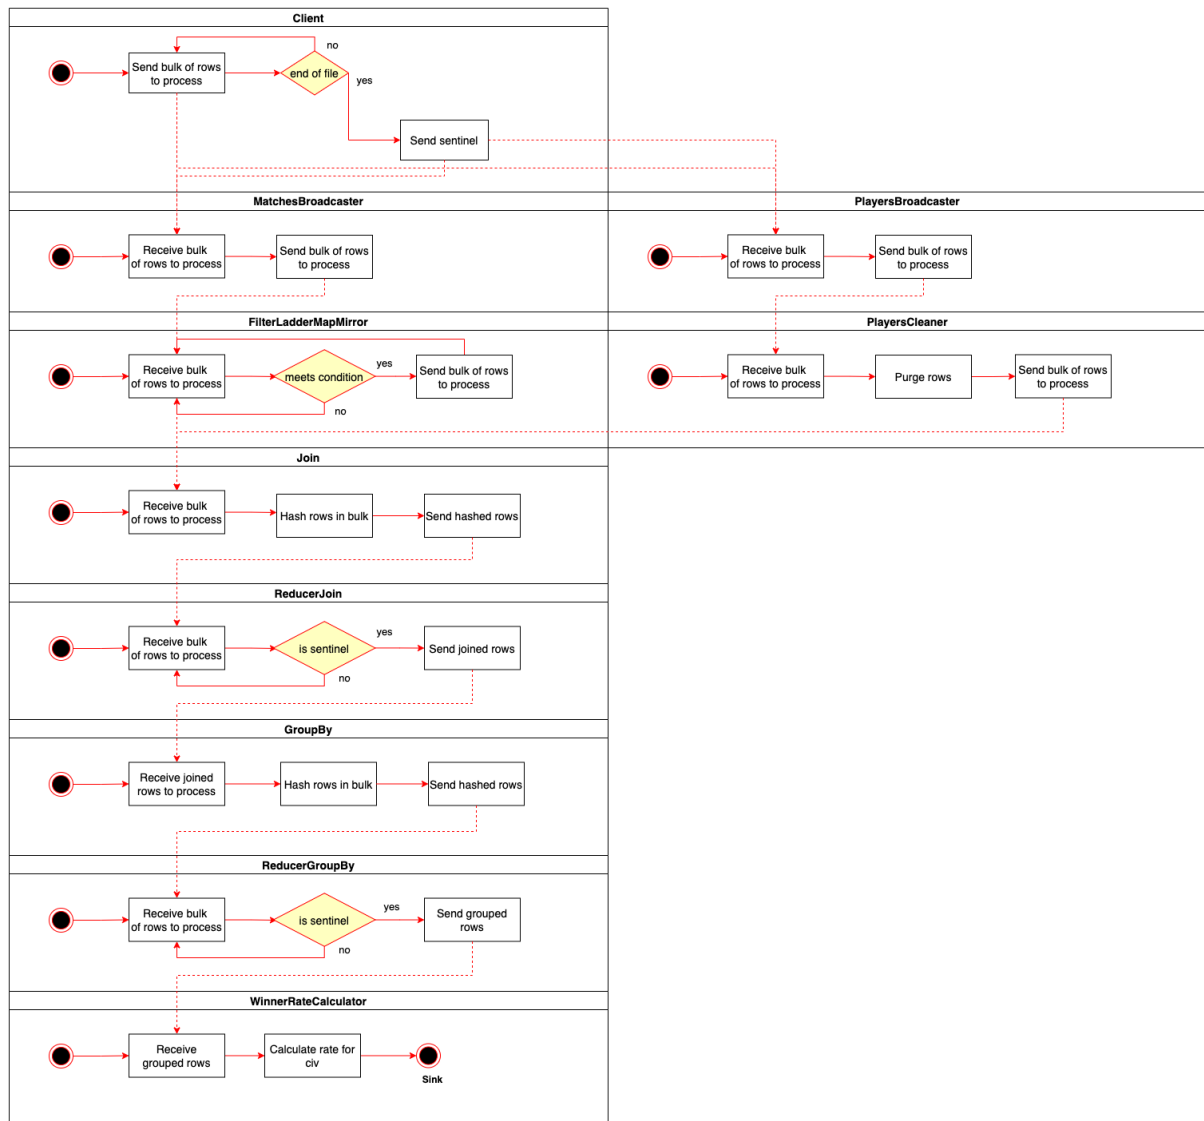 Client
no
Send bulk of rows
to process
end of file
yes
Send sentinel
MatchesBroadcaster
PlayersBroadcaster
Receive bulk
of rows to process
Send bulk of rows
to process
Receive bulk
of rows to process
Send bulk of rows
to process
FilterLadderMapMirror
PlayersCleaner
Receive bulk
of rows to process
meets condition
yes
Send bulk of rows
to process
no
Receive bulk
of rows to process
Purge rows
Send bulk of rows
to process
Join
Receive bulk
of rows to process
Hash rows in bulk
Send hashed rows
ReducerJoin
Receive bulk
of rows to process
is sentinel
yes
Send joined rows
no
GroupBy
Receive joined
rows to process
Hash rows in bulk
Send hashed rows
ReducerGroupBy
Receive bulk
of rows to process
is sentinel
yes
Send grouped
rows
no
WinnerRateCalculator
Receive
grouped rows
Calculate rate for
civ
Sink